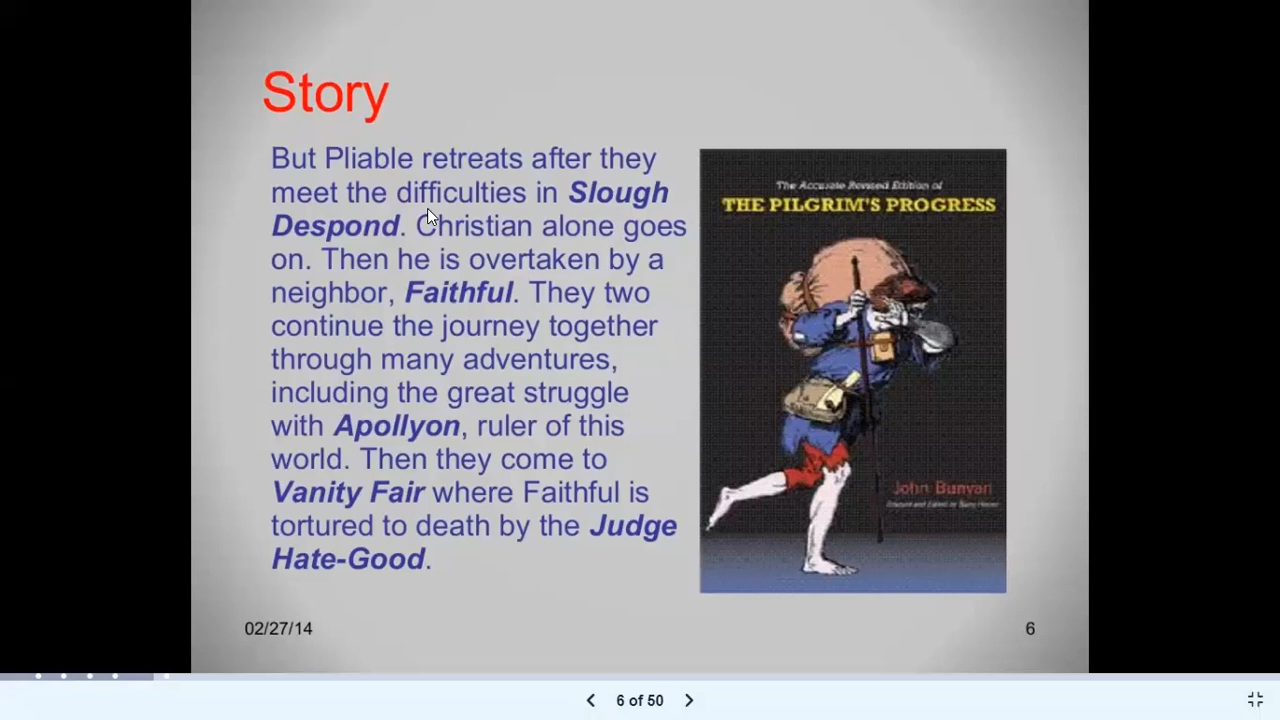 Story
But Pliable retreats after they
meet the difficulties in Slough
Despond. Christian alone goes
on. Then he is overtaken by a
neighbor, Faithful. They two
continue the journey together
through many adventures,
including the great struggle
with Apollyon, ruler of this
world. Then they come to
Vanity Fair where Faithful is
tortured to death by the Judge
Hate-Good.
The Accurate Revised Edition of
THE PILGRIM'S PROGRESS
John Bunyan
02/27/14
6
6 of 50